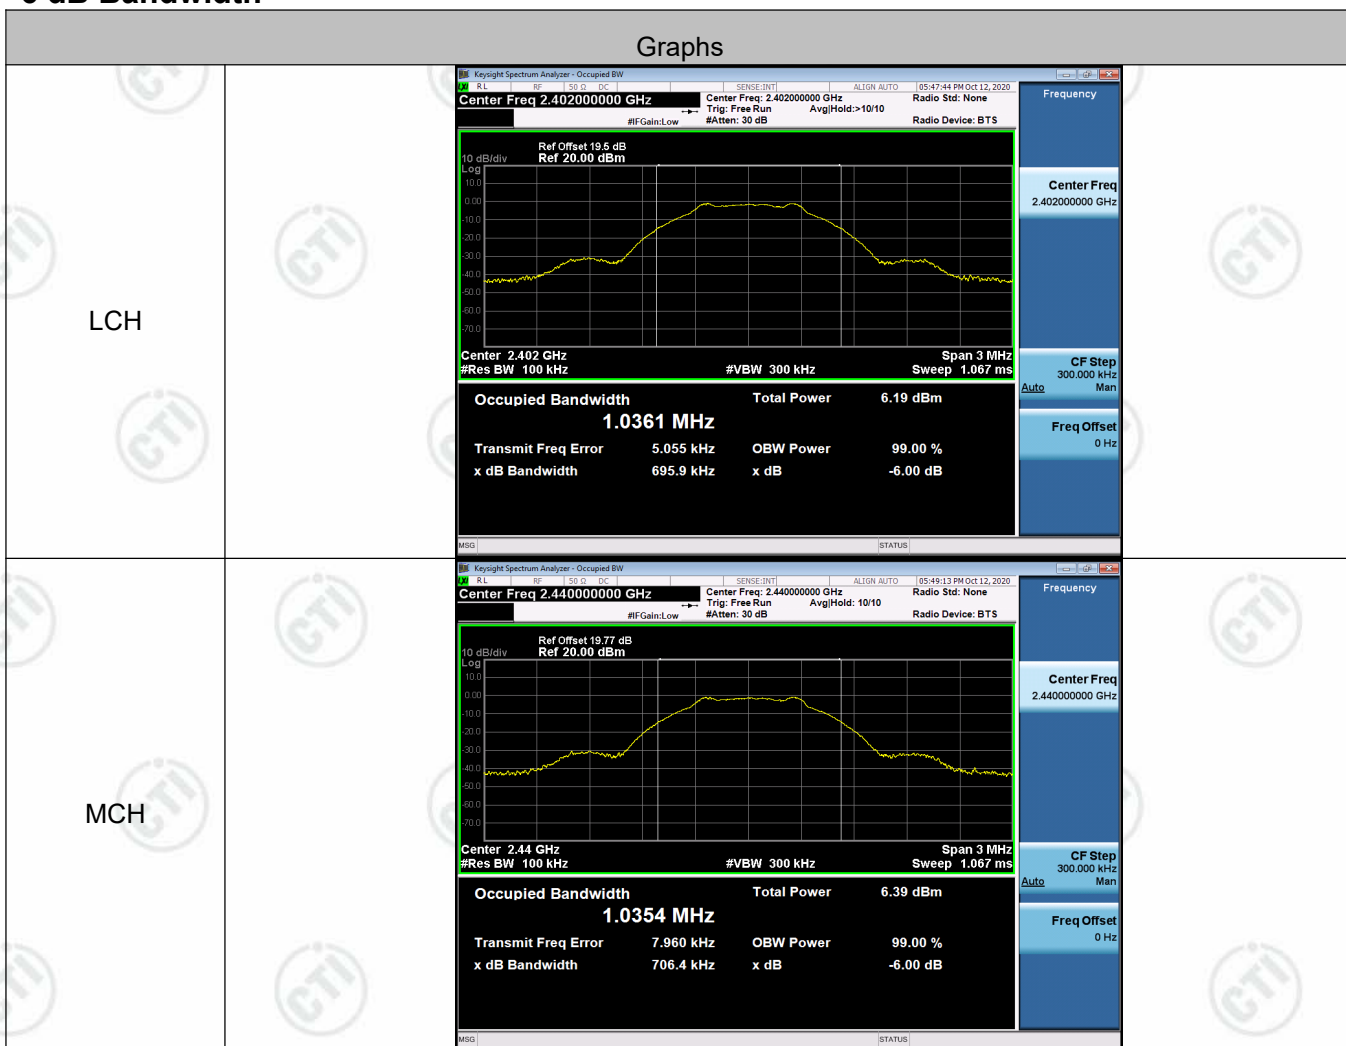 dB Bandwidth
Graphs
LCH
Keysight Spectrum Analyzer - Occupied BW
RL RF 50 Ω DC SENSE:INT ALIGN AUTO 05:47:44 PM Oct 12, 2020
Center Freq 2.402000000 GHz
Center Freq: 2.402000000 GHz
Radio Std: None
Trig: Free Run Avg|Hold:>10/10
#IFGain:Low #Atten: 30 dB Radio Device: BTS
Ref Offset 19.5 dB
10 dB/div Ref 20.00 dBm
Log
10.0
0.00
-10.0
-20.0
-30.0
-40.0
-50.0
-60.0
-70.0
Center 2.402 GHz Span 3 MHz
#Res BW 100 kHz #VBW 300 kHz Sweep 1.067 ms
Occupied Bandwidth Total Power 6.19 dBm
1.0361 MHz
Transmit Freq Error 5.055 kHz OBW Power 99.00 %
x dB Bandwidth 695.9 kHz x dB -6.00 dB
MSG STATUS
Frequency
Center Freq
2.402000000 GHz
CF Step
300.000 kHz
Auto Man
Freq Offset
0 Hz
MCH
Keysight Spectrum Analyzer - Occupied BW
RL RF 50 Ω DC SENSE:INT ALIGN AUTO 05:49:13 PM Oct 12, 2020
Center Freq 2.440000000 GHz
Center Freq: 2.440000000 GHz
Radio Std: None
Trig: Free Run Avg|Hold: 10/10
#IFGain:Low #Atten: 30 dB Radio Device: BTS
Ref Offset 19.77 dB
10 dB/div Ref 20.00 dBm
Log
10.0
0.00
-10.0
-20.0
-30.0
-40.0
-50.0
-60.0
-70.0
Center 2.44 GHz Span 3 MHz
#Res BW 100 kHz #VBW 300 kHz Sweep 1.067 ms
Occupied Bandwidth Total Power 6.39 dBm
1.0354 MHz
Transmit Freq Error 7.960 kHz OBW Power 99.00 %
x dB Bandwidth 706.4 kHz x dB -6.00 dB
MSG STATUS
Frequency
Center Freq
2.440000000 GHz
CF Step
300.000 kHz
Auto Man
Freq Offset
0 Hz